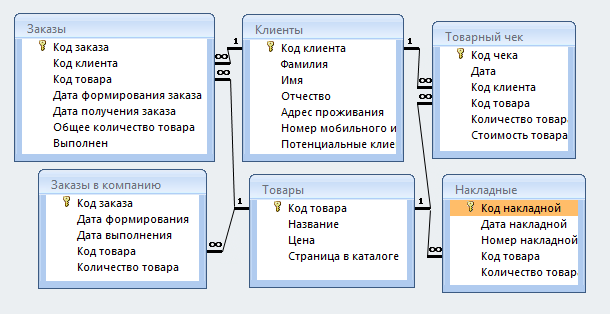 Заказы
Код заказа
Код клиента
Код товара
Дата формирования заказа
Дата получения заказа
Общее количество товара
Выполнен
Клиенты
Код клиента
Фамилия
Имя
Отчество
Адрес проживания
Номер мобильного и
Потенциальные клие
Товарный чек
Код чека
Дата
Код клиента
Код товара
Количество товар
Стоимость товара
1
∞
∞
1
∞
∞
Заказы в компанию
Код заказа
Дата формирования
Дата выполнения
Код товара
Количество товара
Товары
Код товара
Название
Цена
Страница в каталоге
Накладные
Код накладной
Дата накладной
Номер накладной
Код товара
Количество товар
1
∞
1
∞